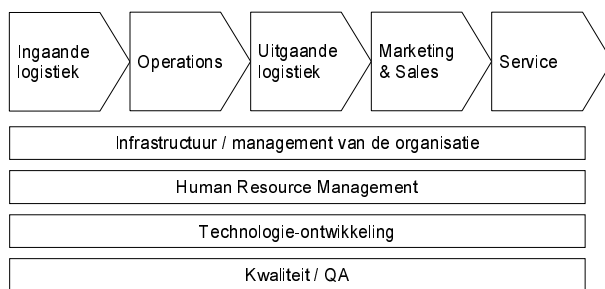 Ingaande
logistiek
Operations
Uitgaande
logistiek
Marketing
& Sales
Service
Infrastructuur / management van de organisatie
Human Resource Management
Technologie-ontwikkeling
Kwaliteit / QA